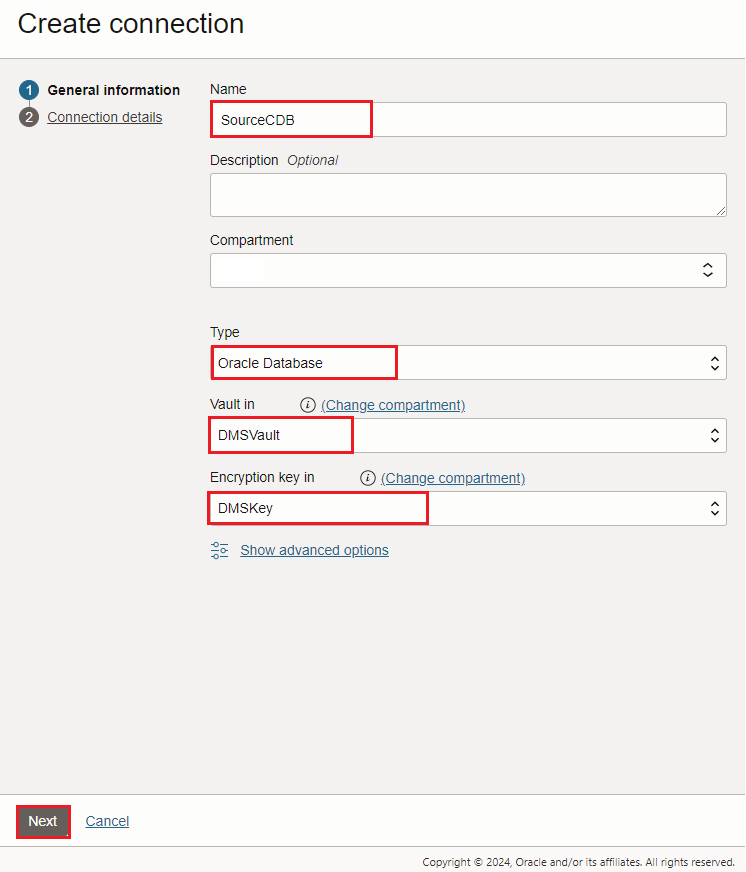 Create connection
1 General information
2 Connection details
Name
SourceCDB
Description Optional
Compartment
Type
Oracle Database
Vault in i (Change compartment)
DMSVault
Encryption key in i (Change compartment)
DMSKey
Show advanced options
Next Cancel
Copyright © 2024, Oracle and/or its affiliates. All rights reserved.